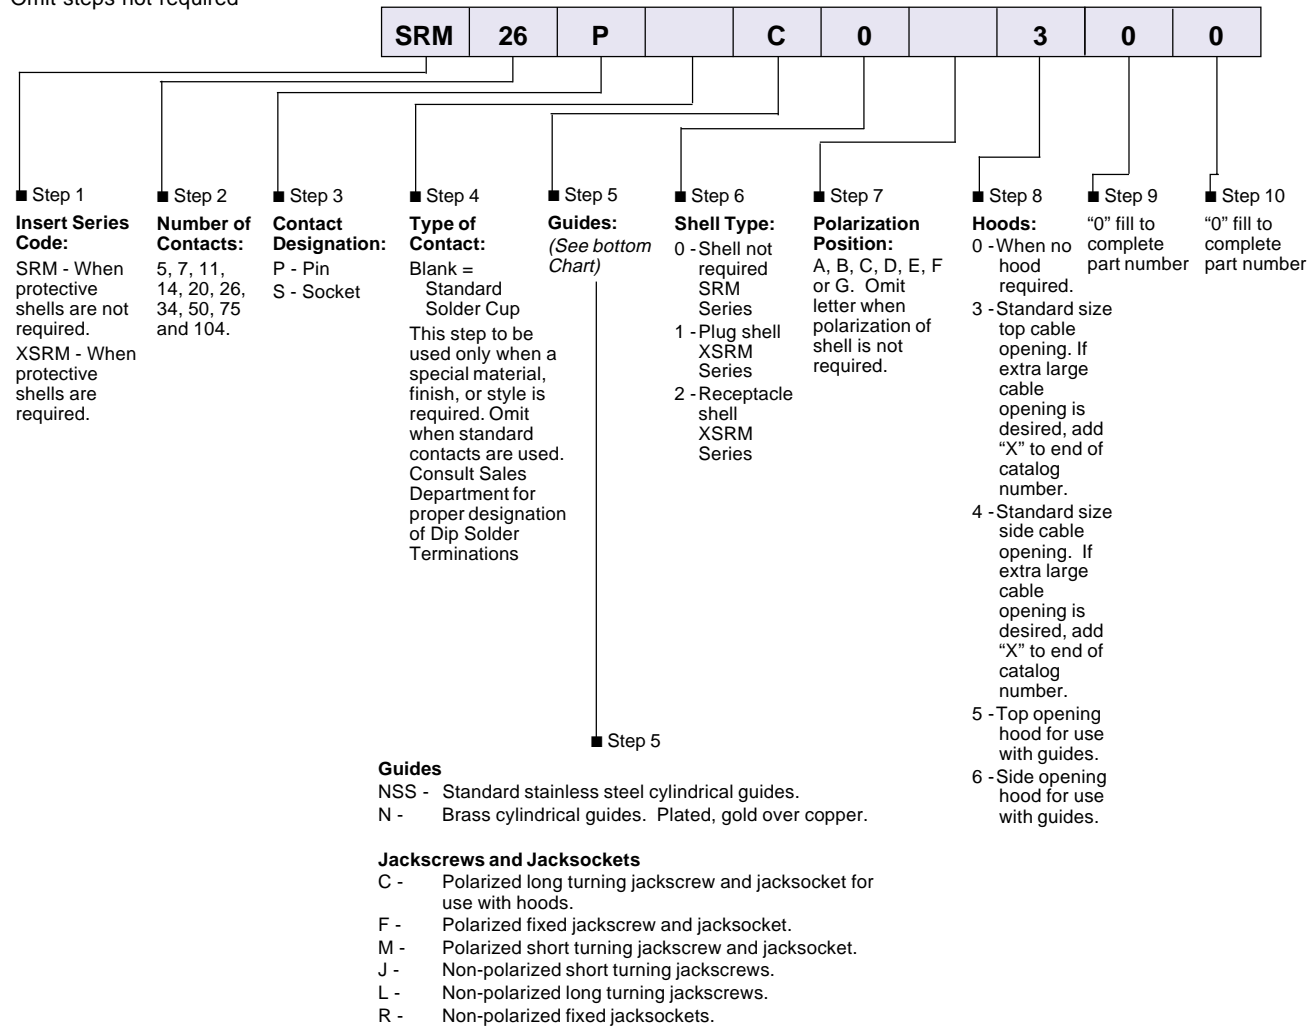 Omit steps not required
SRM 26 P C 0 3 0 0
■ Step 1
Insert Series
Code:
SRM - When
protective
shells are not
required.
XSRM - When
protective
shells are
required.
■ Step 2
Number of
Contacts:
5, 7, 11,
14, 20, 26,
34, 50, 75
and 104.
■ Step 3
Contact
Designation:
P - Pin
S - Socket
■ Step 4
Type of
Contact:
Blank =
Standard
Solder Cup
This step to be
used only when a
special material,
finish, or style is
required. Omit
when standard
contacts are used.
Consult Sales
Department for
proper designation
of Dip Solder
Terminations
■ Step 5
Guides:
(See bottom
Chart)
■ Step 6
Shell Type:
0 - Shell not
required
SRM
Series
1 - Plug shell
XSRM
Series
2 - Receptacle
shell
XSRM
Series
■ Step 7
Polarization
Position:
A, B, C, D, E, F
or G. Omit
letter when
polarization of
shell is not
required.
■ Step 8
Hoods:
0 - When no
hood
required.
3 - Standard size
top cable
opening. If
extra large
cable
opening is
desired, add
“X” to end of
catalog
number.
4 - Standard size
side cable
opening. If
extra large
cable
opening is
desired, add
“X” to end of
catalog
number.
5 - Top opening
hood for use
with guides.
6 - Side opening
hood for use
with guides.
■ Step 9
“0” fill to
complete
part number
■ Step 10
“0” fill to
complete
part number
■ Step 5
Guides
NSS - Standard stainless steel cylindrical guides.
N - Brass cylindrical guides. Plated, gold over copper.
Jackscrews and Jacksockets
C - Polarized long turning jackscrew and jacksocket for
use with hoods.
F - Polarized fixed jackscrew and jacksocket.
M - Polarized short turning jackscrew and jacksocket.
J - Non-polarized short turning jackscrews.
L - Non-polarized long turning jackscrews.
R - Non-polarized fixed jacksockets.